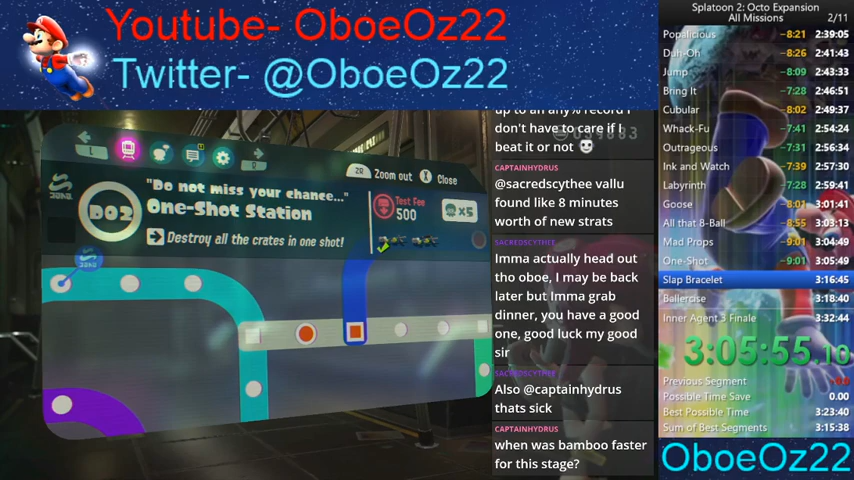 Youtube- OboeOz22
Twitter- @OboeOz22
L
R
ZR Zoom out X Close
D02
"Do not miss your chance..."
One-Shot Station
Destroy all the crates in one shot!
Test Fee
500
x5
up to an any% record I
don't have to care if I
beat it or not
CAPTAINHYDRUS
@sacredscythee vallu
found like 8 minutes
worth of new strats
SACREDSCYTHEE
Imma actually head out
tho oboe, I may be back
later but Imma grab
dinner, you have a good
one, good luck my good
sir
SACREDSCYTHEE
Also @captainhydrus
thats sick
CAPTAINHYDRUS
when was bamboo faster
for this stage?
Splatoon 2: Octo Expansion
All Missions 2/11
Popalicious -8:21 2:39:05
Duh-Oh -8:26 2:41:43
Jump -8:09 2:43:33
Bring It -7:28 2:46:51
Cubular -8:02 2:49:37
Whack-Fu -7:41 2:54:24
Outrageous -7:31 2:56:34
Ink and Watch -7:39 2:57:30
Labyrinth -7:28 2:59:41
Goose -8:01 3:01:41
All that 8-Ball -8:55 3:03:13
Mad Props -9:01 3:04:49
One-Shot -9:01 3:05:49
Slap Bracelet 3:16:45
Ballercise 3:18:40
Inner Agent 3 Finale 3:32:44
3:05:55.10
Previous Segment
Possible Time Save 0.00
Best Possible Time 3:23:40
Sum of Best Segments 3:15:38
OboeOz22